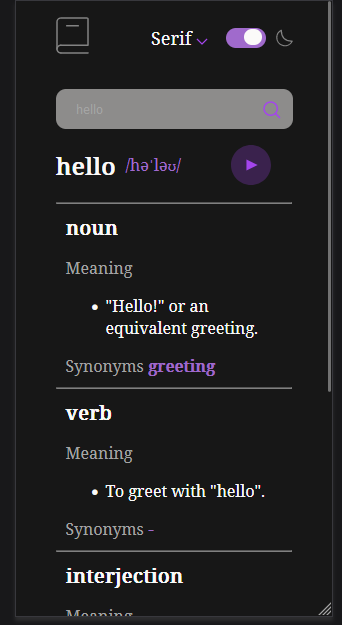 Serif
hello
hello /həˈləʊ/
noun
Meaning
• "Hello!" or an
equivalent greeting.
Synonyms greeting
verb
Meaning
• To greet with "hello".
Synonyms -
interjection
Meaning